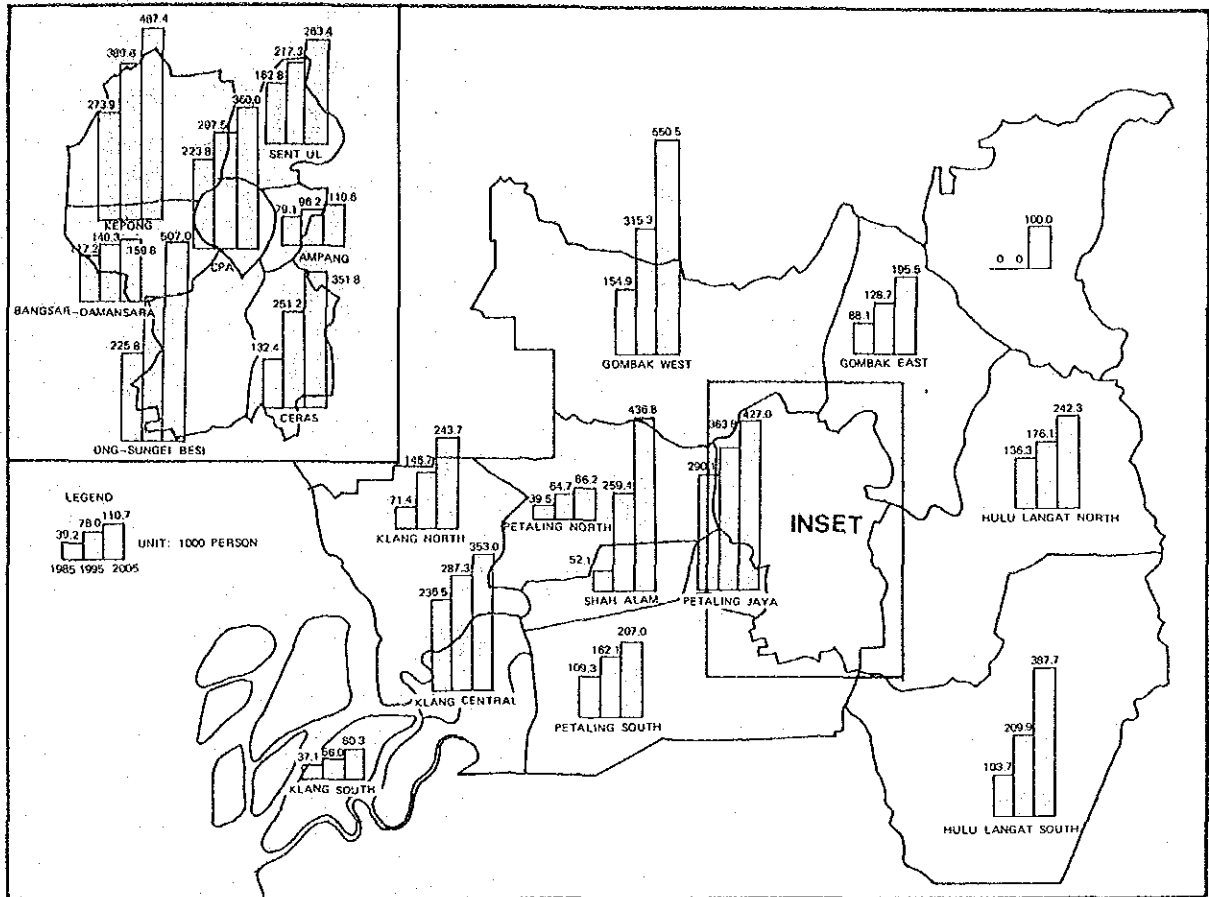 273.9 389.8 487.4
KEPONG
182.8 217.3 263.4
SENT UL
223.8 297.5 360.0
CPA
79.1 96.2 110.6
AMPANG
117.2 140.3 159.8
BANGSAR-DAMANSARA
225.8 507.0
ONG-SUNGEI BESI
132.4 251.2 351.8
CERAS
154.9 315.3 550.5
GOMBAK WEST
88.1 128.7 195.5
GOMBAK EAST
0 0 100.0
136.3 176.1 242.3
HULU LANGAT NORTH
71.4 243.7
KLANG NORTH
39.5 64.7 86.2
PETALING NORTH
52.1 259.4 436.8
SHAH ALAM
290.1 363.8 427.0
PETALING JAYA
INSET
LEGEND
39.2 78.0 110.7
1985 1995 2005
UNIT: 1000 PERSON
287.3 353.0
KLANG CENTRAL
109.3 162.1 207.0
PETALING SOUTH
37.1 56.0
KLANG SOUTH
103.7 209.9 387.7
HULU LANGAT SOUTH